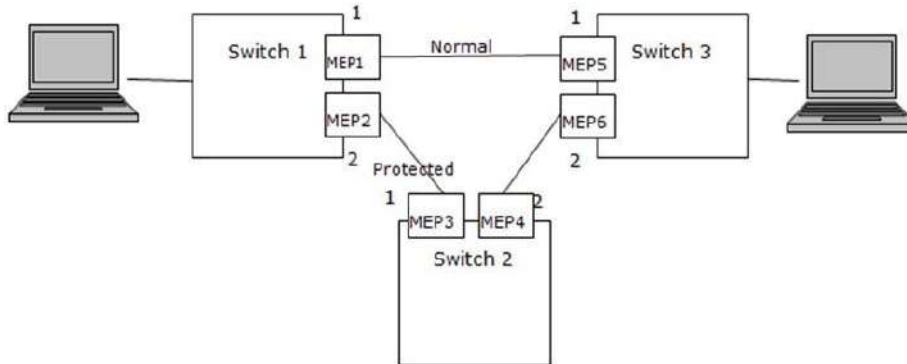 1
1
Switch 1
Normal
Switch 3
MEP1
MEP5
MEP2
MEP6
2
2
Protected
1
2
MEP3
MEP4
Switch 2